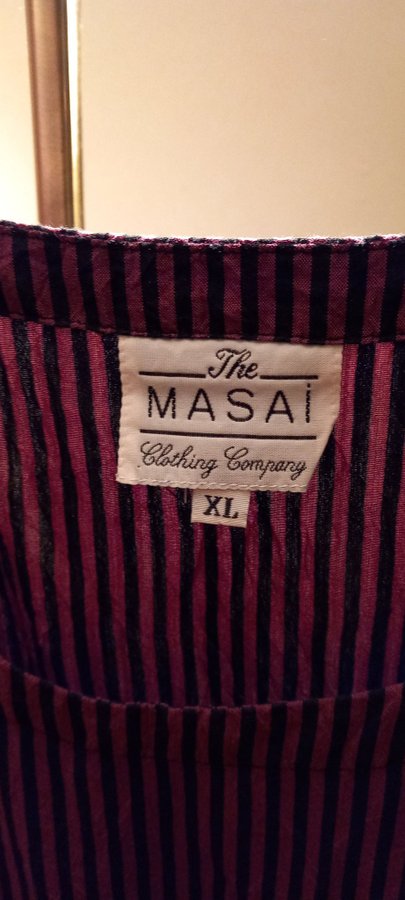 The
MASAi
Clothing Company
XL